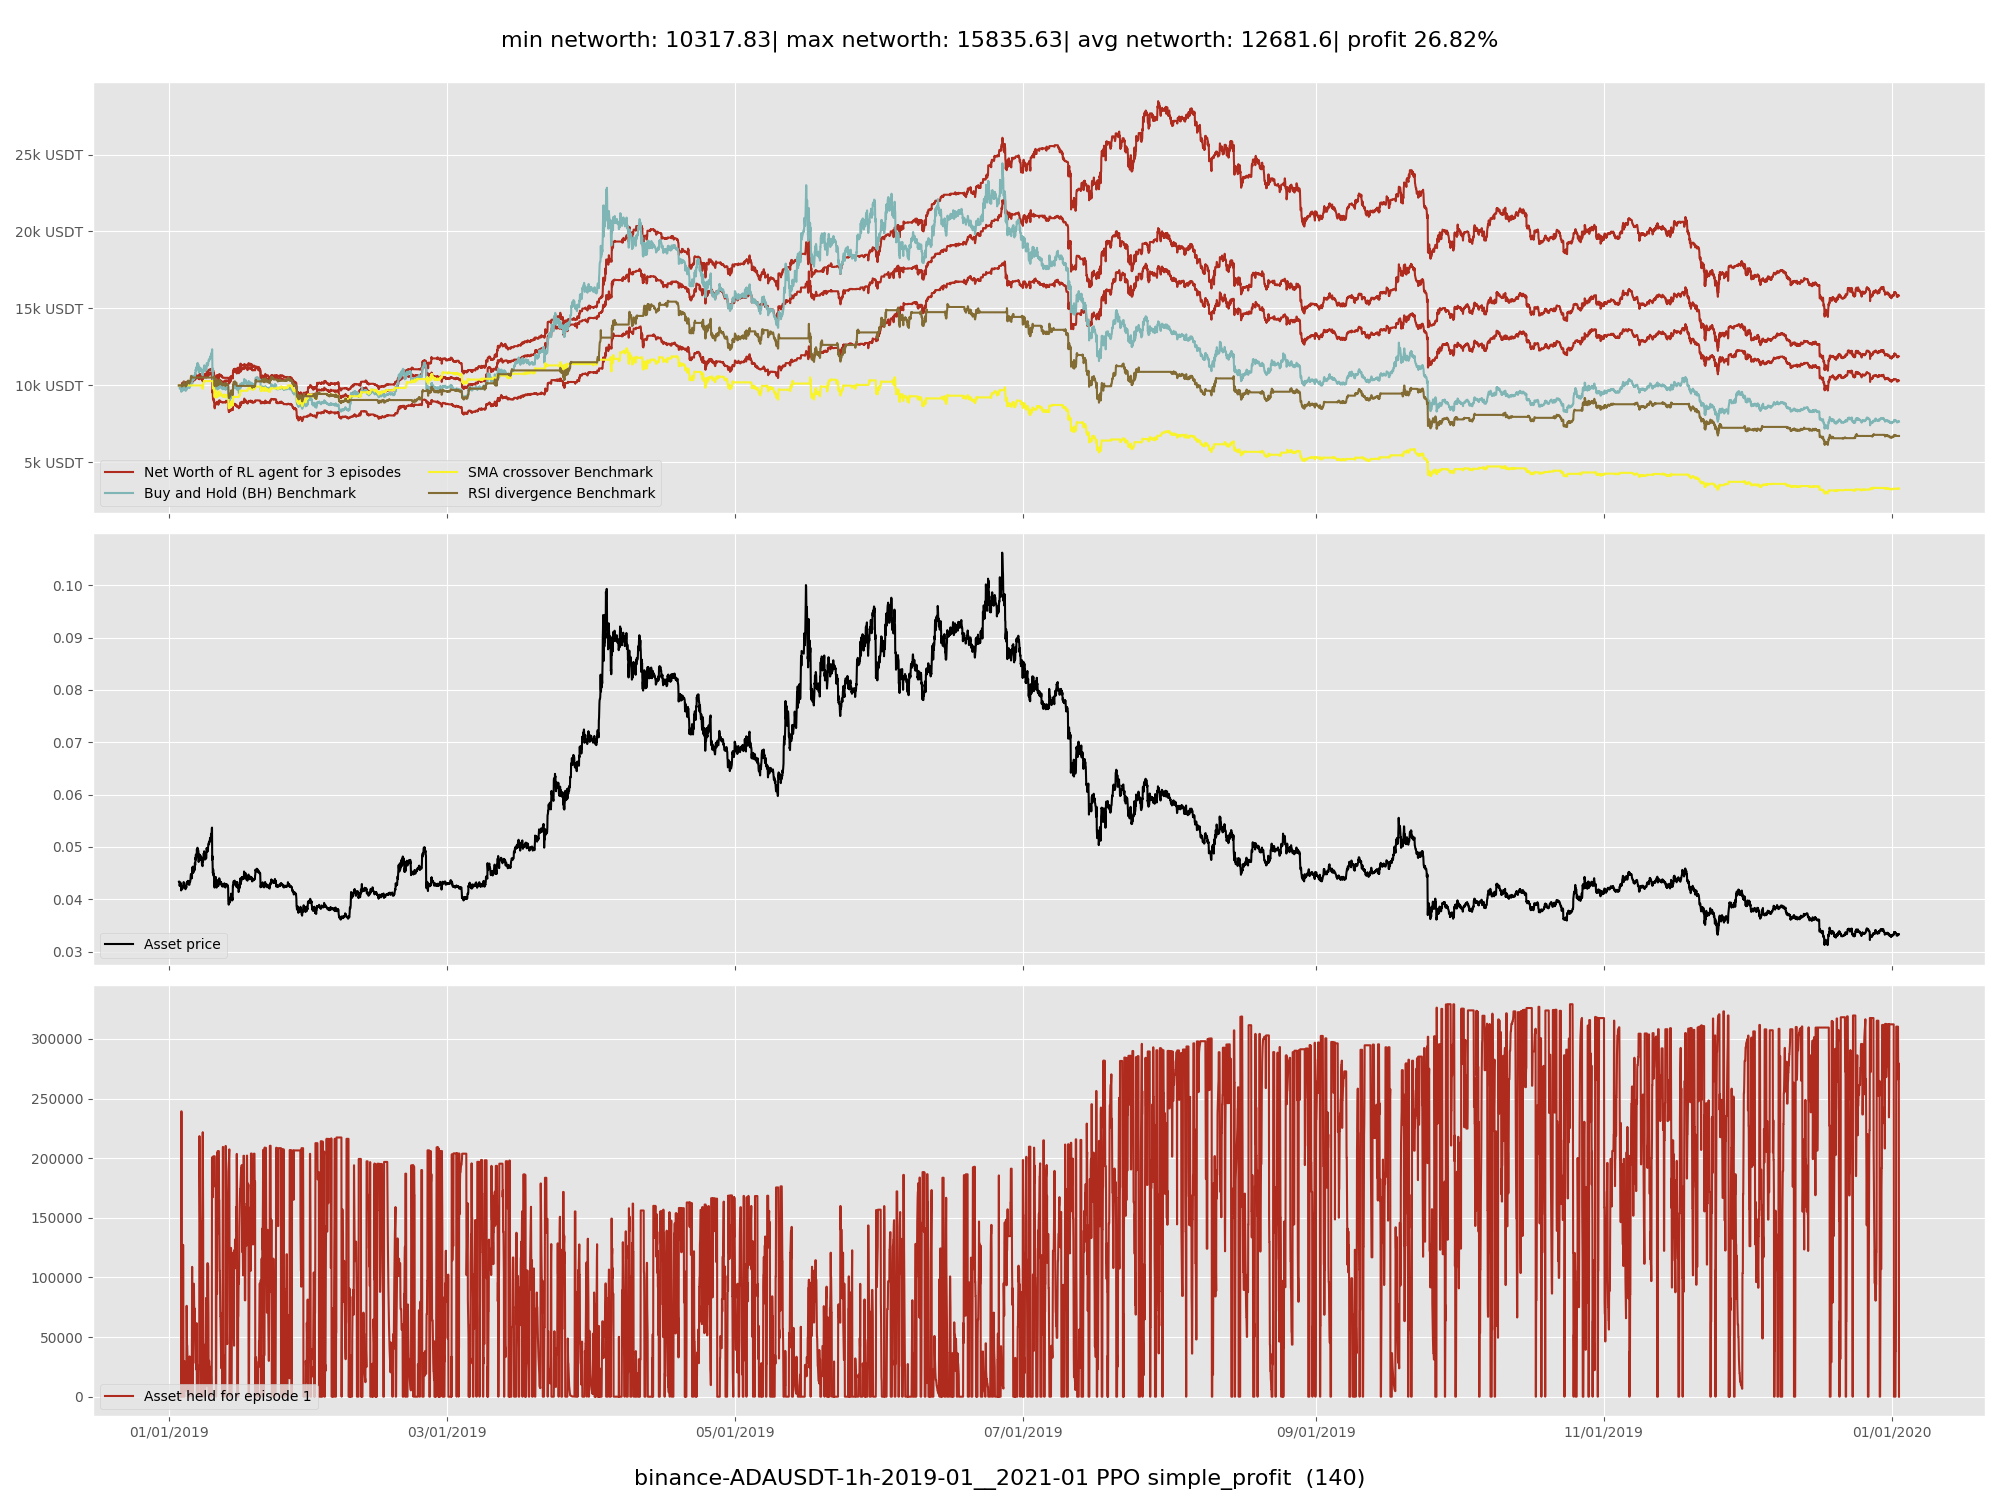 min networth: 10317.83| max networth: 15835.63| avg networth: 12681.6| profit 26.82%
25k USDT
20k USDT
15k USDT
10k USDT
5k USDT
Net Worth of RL agent for 3 episodes
Buy and Hold (BH) Benchmark
SMA crossover Benchmark
RSI divergence Benchmark
0.10
0.09
0.08
0.07
0.06
0.05
0.04
0.03
Asset price
300000
250000
200000
150000
100000
50000
0
Asset held for episode 1
01/01/2019 03/01/2019 05/01/2019 07/01/2019 09/01/2019 11/01/2019 01/01/2020
binance-ADAUSDT-1h-2019-01__2021-01 PPO simple_profit  (140)